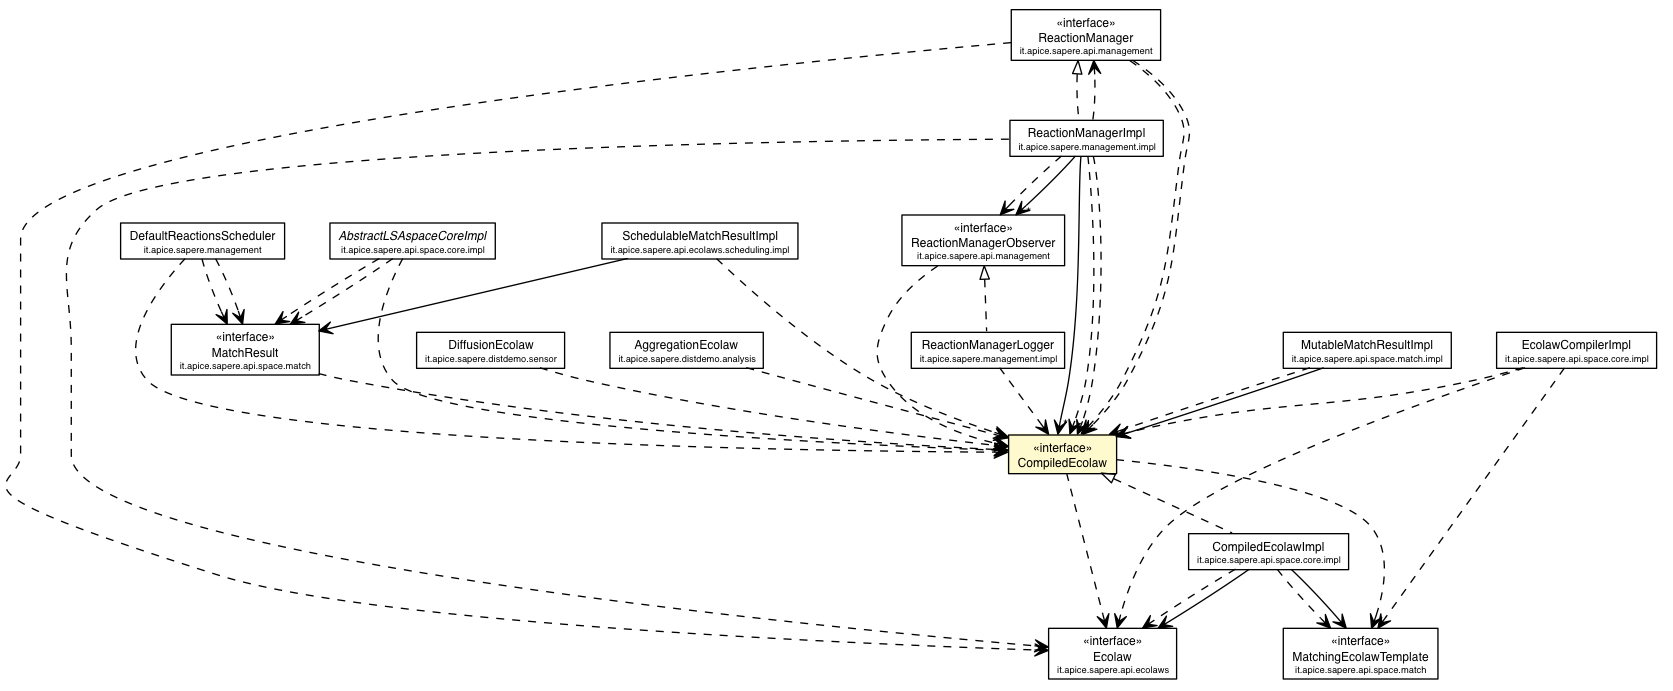 «interface»
ReactionManager
it.apice.sapere.api.management
ReactionManagerImpl
it.apice.sapere.management.impl
«interface»
ReactionManagerObserver
it.apice.sapere.api.management
DefaultReactionsScheduler
it.apice.sapere.management
AbstractLSAspaceCoreImpl
it.apice.sapere.api.space.core.impl
SchedulableMatchResultImpl
it.apice.sapere.api.ecolaws.scheduling.impl
«interface»
MatchResult
it.apice.sapere.api.space.match
DiffusionEcolaw
it.apice.sapere.distdemo.sensor
AggregationEcolaw
it.apice.sapere.distdemo.analysis
ReactionManagerLogger
it.apice.sapere.management.impl
MutableMatchResultImpl
it.apice.sapere.api.space.match.impl
EcolawCompilerImpl
it.apice.sapere.api.space.core.impl
«interface»
CompiledEcolaw
CompiledEcolawImpl
it.apice.sapere.api.space.core.impl
«interface»
Ecolaw
it.apice.sapere.api.ecolaws
«interface»
MatchingEcolawTemplate
it.apice.sapere.api.space.match